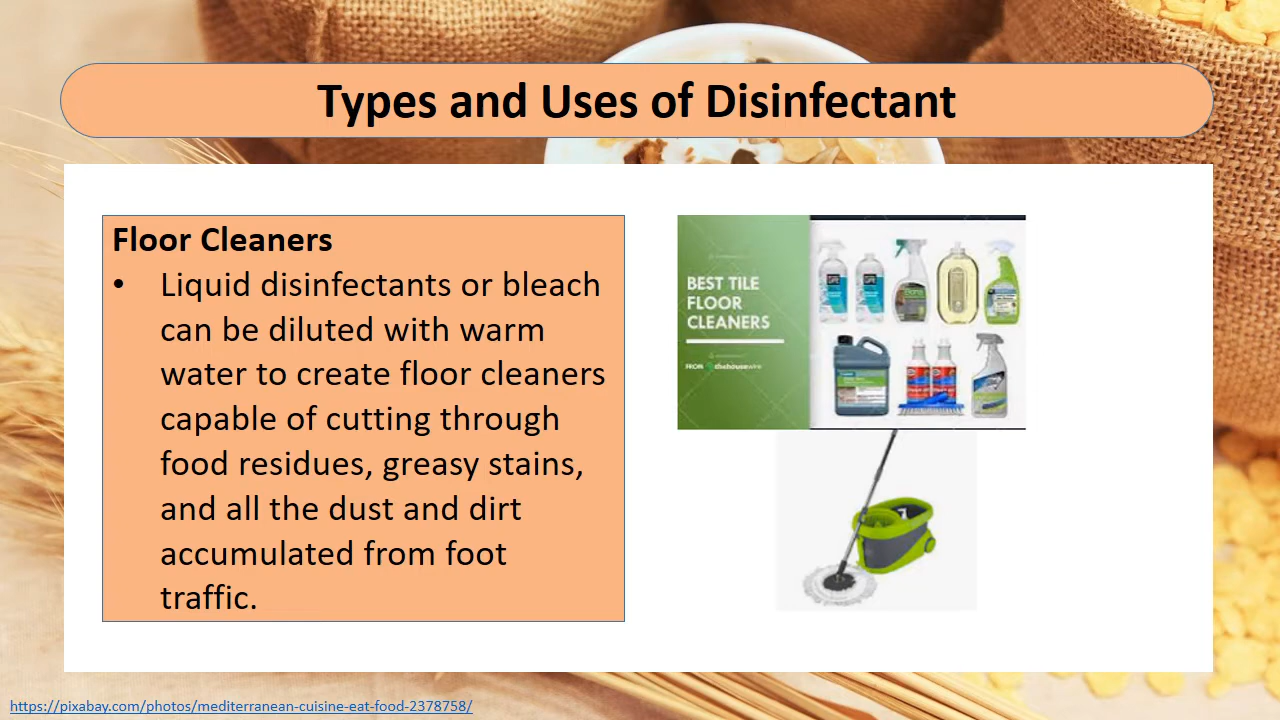 Types and Uses of Disinfectant
Floor Cleaners
• Liquid disinfectants or bleach
can be diluted with warm
water to create floor cleaners
capable of cutting through
food residues, greasy stains,
and all the dust and dirt
accumulated from foot
traffic.
BEST TILE
FLOOR
CLEANERS
FROM thehousewire
https://pixabay.com/photos/mediterranean-cuisine-eat-food-2378758/